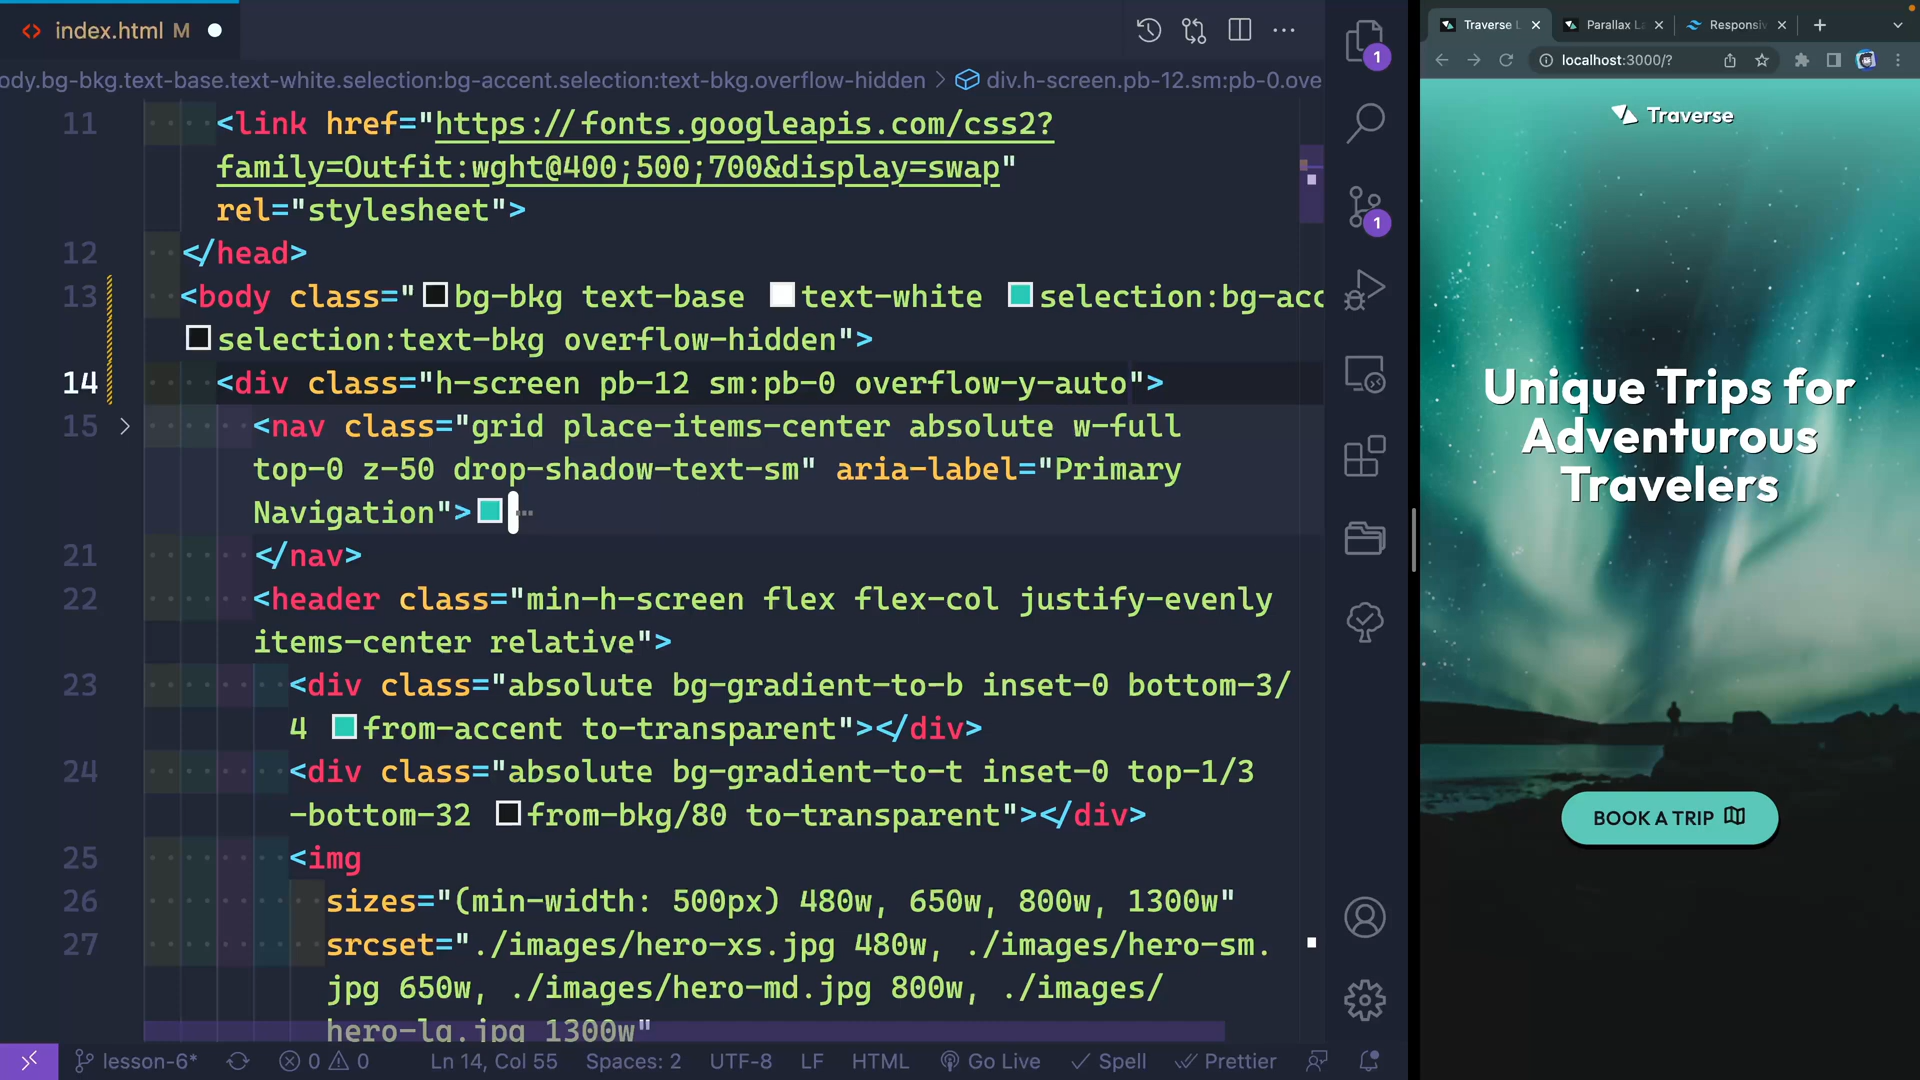 index.html M
Traverse L
Parallax La
Responsiv
localhost:3000/?
ody.bg-bkg.text-base.text-white.selection:bg-accent.selection:text-bkg.overflow-hidden > div.h-screen.pb-12.sm:pb-0.ove
11 <link href="https://fonts.googleapis.com/css2?
family=Outfit:wght@400;500;700&display=swap"
rel="stylesheet">
12 </head>
13 <body class="bg-bkg text-base text-white selection:bg-acc
selection:text-bkg overflow-hidden">
14 <div class="h-screen pb-12 sm:pb-0 overflow-y-auto">
15 <nav class="grid place-items-center absolute w-full
top-0 z-50 drop-shadow-text-sm" aria-label="Primary
Navigation">…
21 </nav>
22 <header class="min-h-screen flex flex-col justify-evenly
items-center relative">
23 <div class="absolute bg-gradient-to-b inset-0 bottom-3/
4 from-accent to-transparent"></div>
24 <div class="absolute bg-gradient-to-t inset-0 top-1/3
-bottom-32 from-bkg/80 to-transparent"></div>
25 <img
26 sizes="(min-width: 500px) 480w, 650w, 800w, 1300w"
27 srcset="./images/hero-xs.jpg 480w, ./images/hero-sm.
jpg 650w, ./images/hero-md.jpg 800w, ./images/
hero-lg.jpg 1300w"
1
1
Traverse
Unique Trips for
Adventurous
Travelers
BOOK A TRIP
lesson-6* 0 0 Ln 14, Col 55 Spaces: 2 UTF-8 LF HTML Go Live Spell Prettier